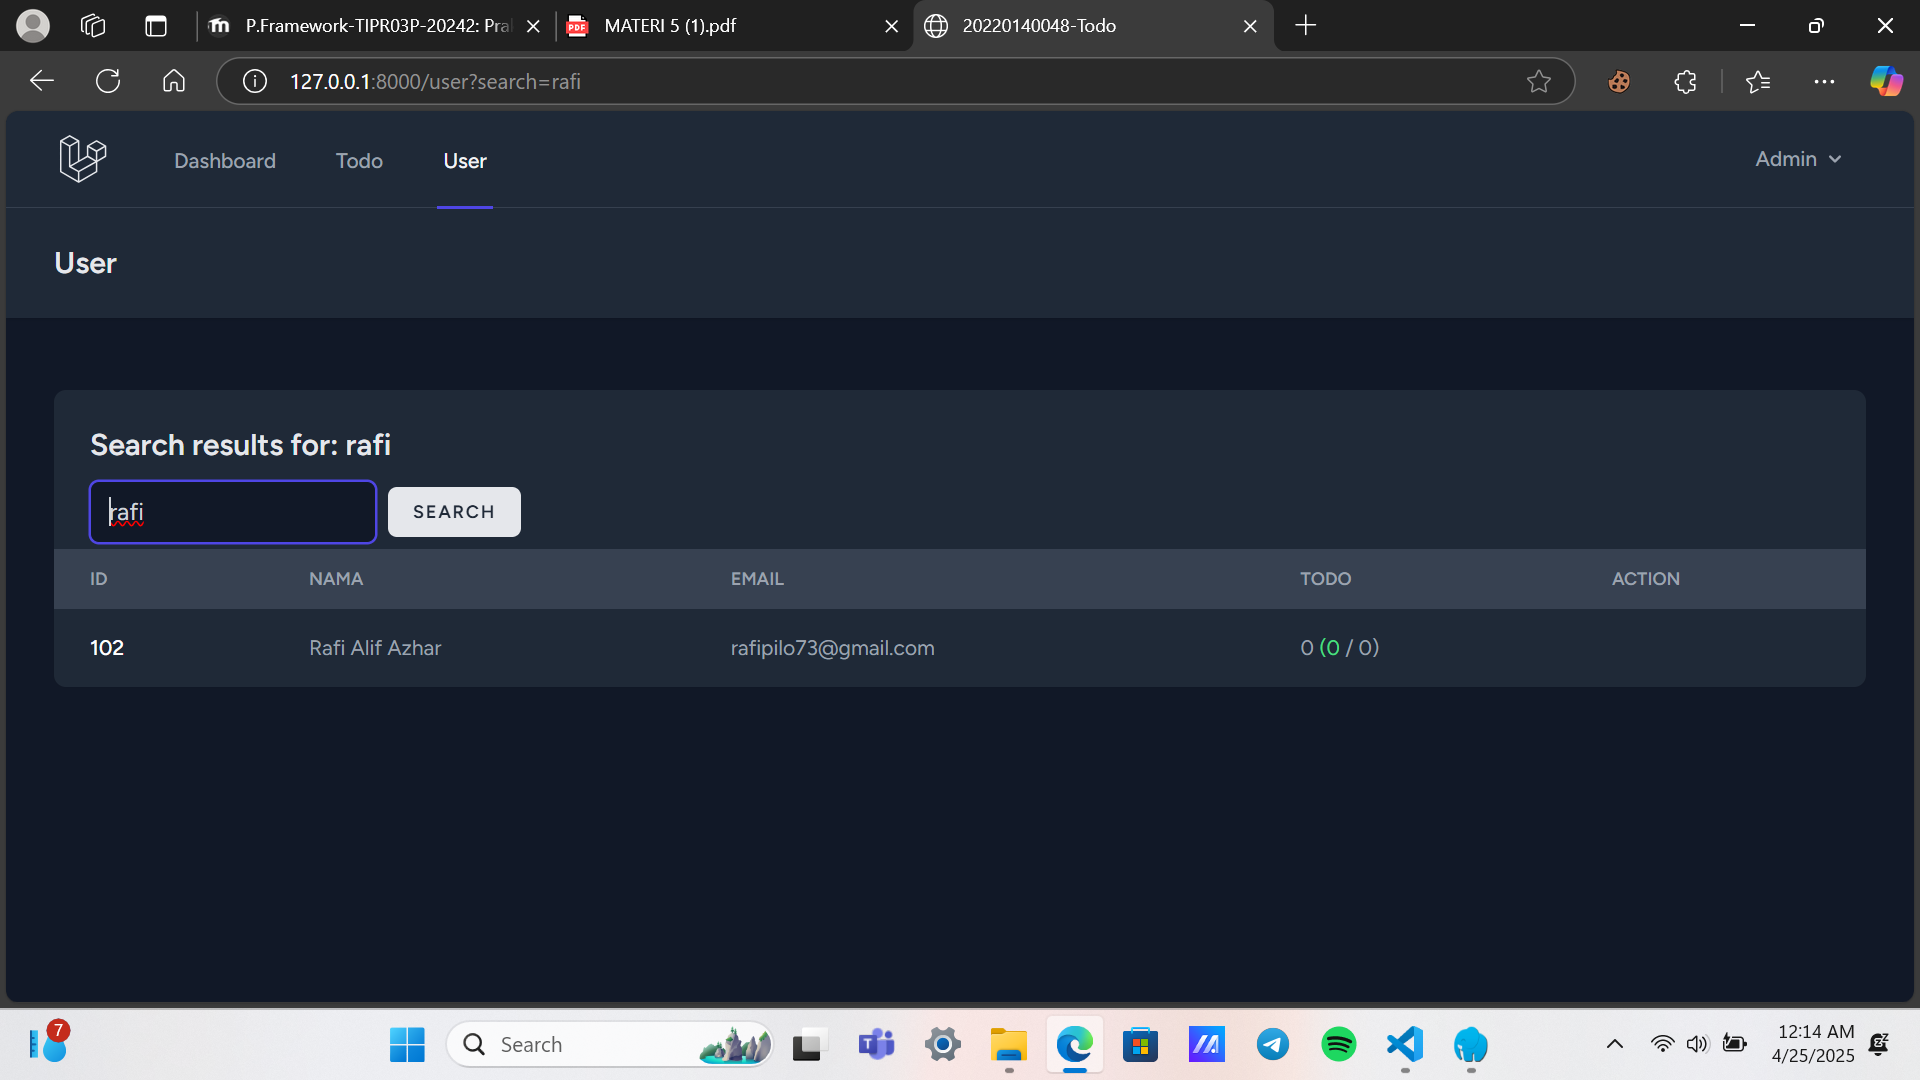 P.Framework-TIPR03P-20242: Pra
MATERI 5 (1).pdf
20220140048-Todo
127.0.0.1:8000/user?search=rafi
Dashboard
Todo
User
Admin
User
Search results for: rafi
rafi
SEARCH
ID NAMA EMAIL TODO ACTION
102 Rafi Alif Azhar rafipilo73@gmail.com 0 (0 / 0)
7
Search
12:14 AM
4/25/2025